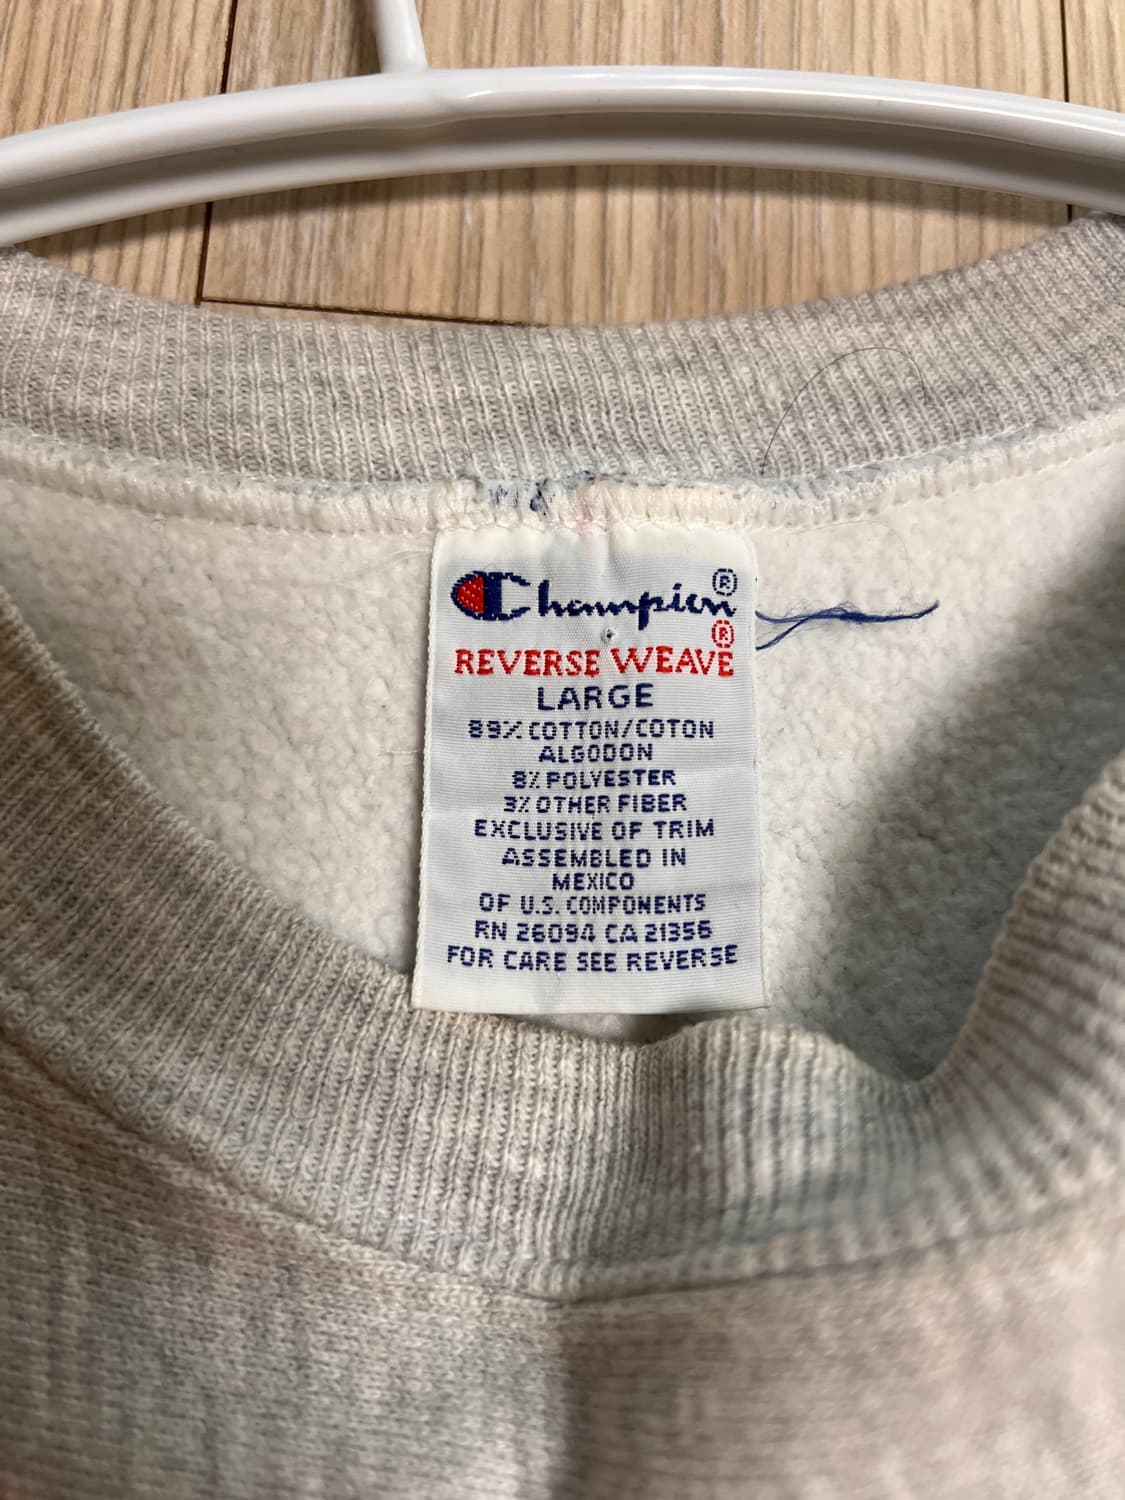 Champion®
®
REVERSE WEAVE
LARGE
89% COTTON/COTON
ALGODON
8% POLYESTER
3% OTHER FIBER
EXCLUSIVE OF TRIM
ASSEMBLED IN
MEXICO
OF U.S. COMPONENTS
RN 26094 CA 21356
FOR CARE SEE REVERSE